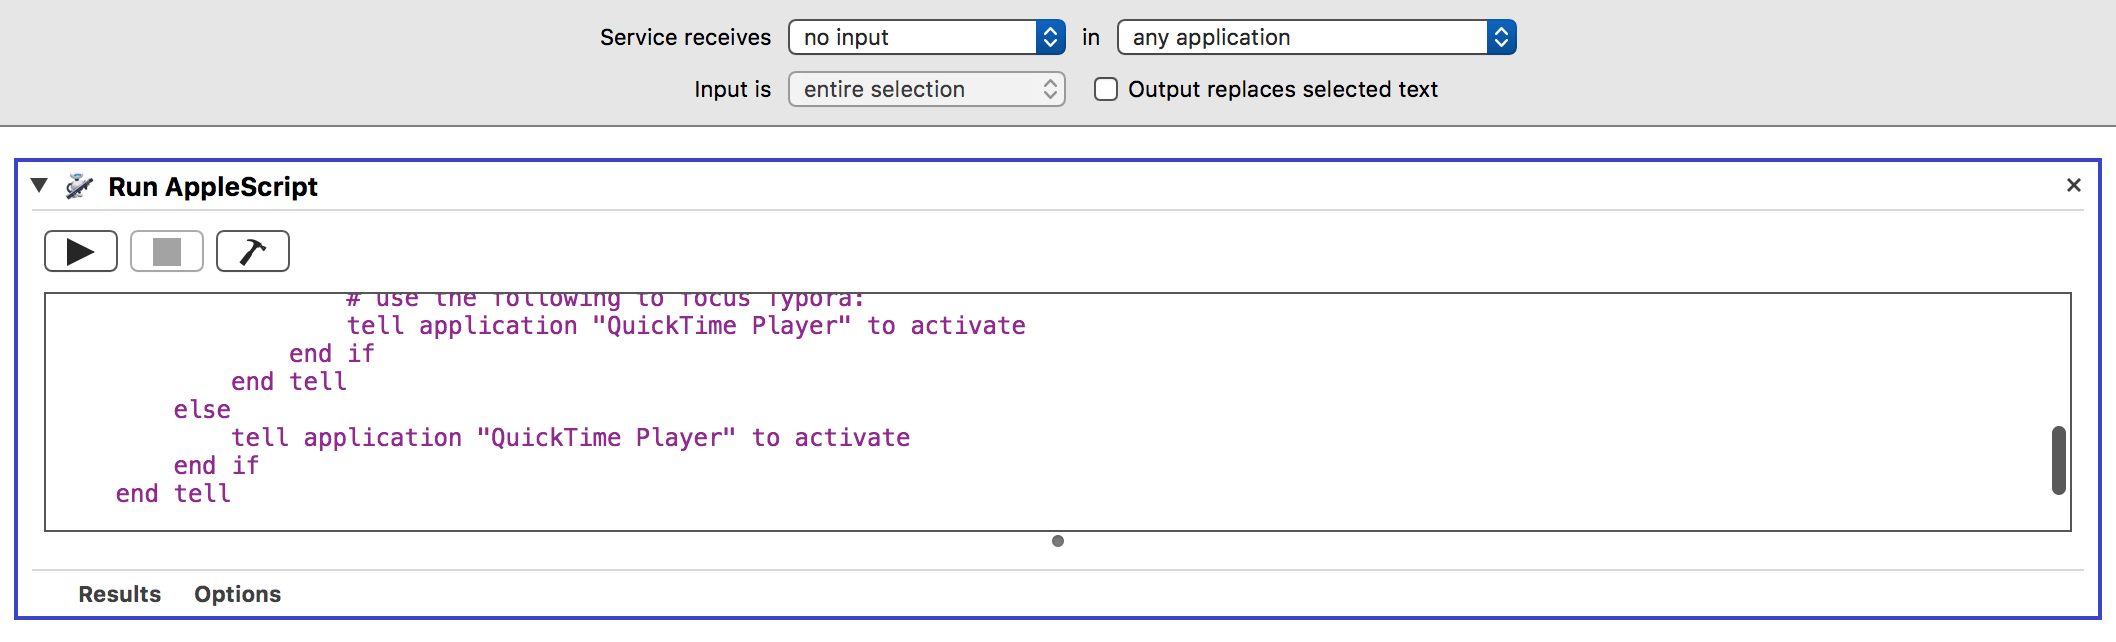 Service receives no input in any application
Input is entire selection Output replaces selected text
Run AppleScript
# use the following to focus Typora:
tell application "QuickTime Player" to activate
end if
end tell
else
tell application "QuickTime Player" to activate
end if
end tell
Results Options